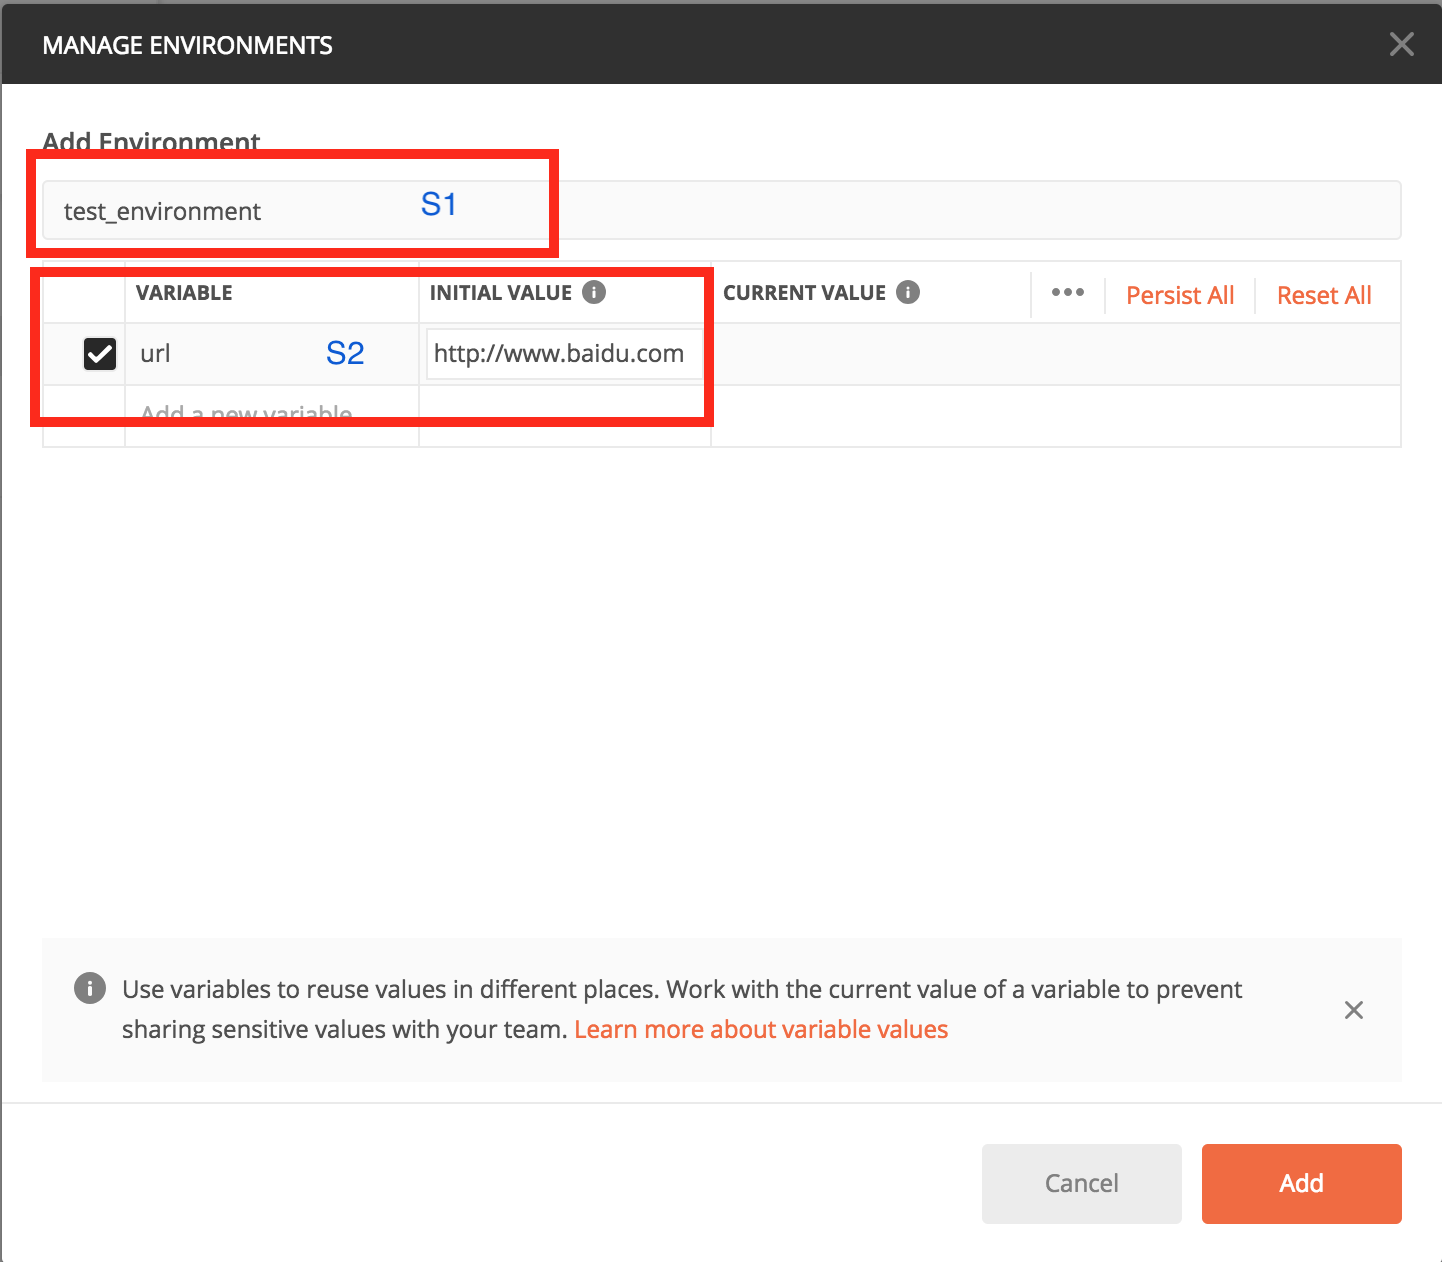 MANAGE ENVIRONMENTS
Add Environment
test_environment S1
VARIABLE INITIAL VALUE CURRENT VALUE Persist All Reset All
url S2 http://www.baidu.com
Add a new variable
Use variables to reuse values in different places. Work with the current value of a variable to prevent
sharing sensitive values with your team. Learn more about variable values
Cancel Add